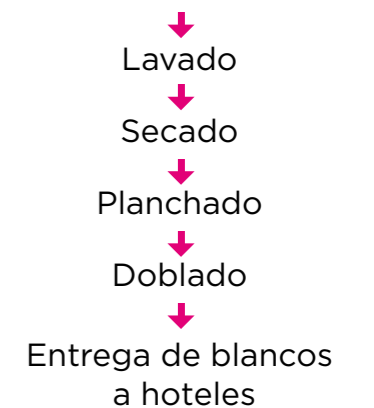 Lavado
Secado
Planchado
Doblado
Entrega de blancos
a hoteles